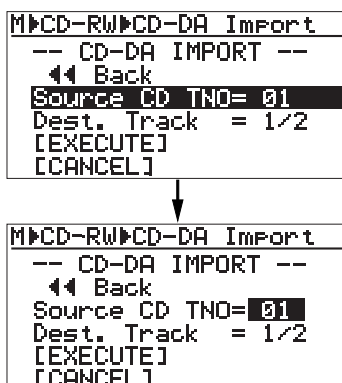 M▶CD-RW▶CD-DA Import
-- CD-DA IMPORT --
◀◀ Back
Source CD TNO= 01
Dest. Track = 1/2
[EXECUTE]
[CANCEL]
M▶CD-RW▶CD-DA Import
-- CD-DA IMPORT --
◀◀ Back
Source CD TNO= 01
Dest. Track = 1/2
[EXECUTE]
[CANCEL]